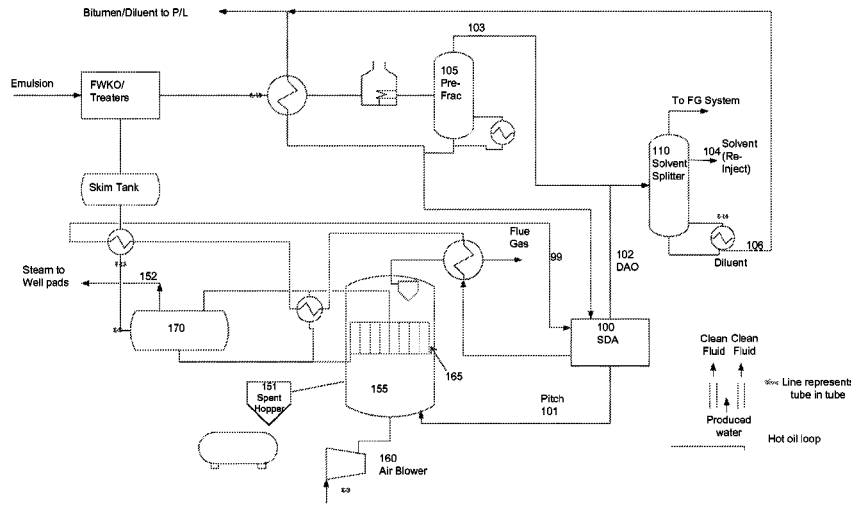 Bitumen/Diluent to P/L
103
Emulsion
FWKO/
Treaters
105
Pre-
Frac
To FG System
110
Solvent
Splitter
104
Solvent
(Re-
Inject)
Skim Tank
Flue
Gas
99
102
DAO
106
Diluent
Steam to
Well pads
152
170
100
SDA
Clean
Fluid
Clean
Fluid
165
155
151
Spent
Hopper
Line represents
tube in tube
Pitch
101
Produced
water
Hot oil loop
160
Air Blower